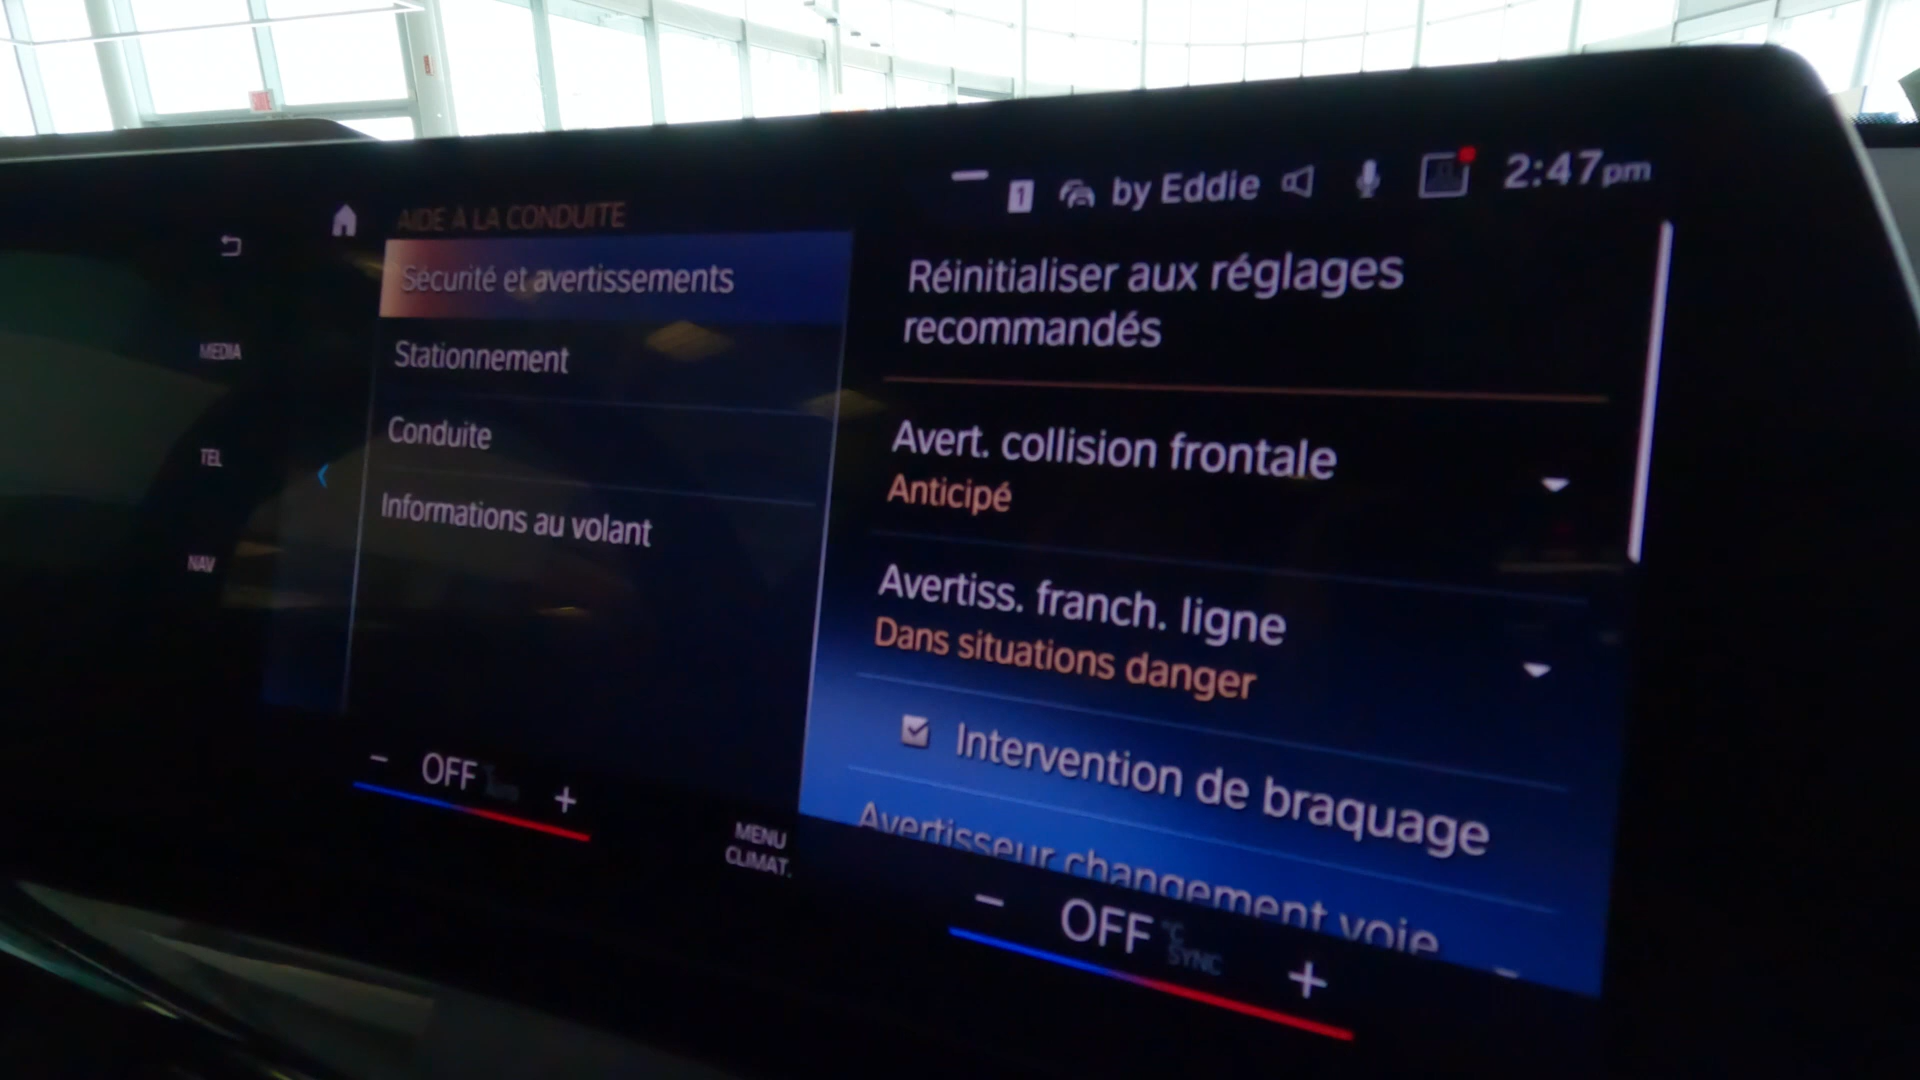 1 by Eddie 2:47pm
AIDE À LA CONDUITE
Sécurité et avertissements
Stationnement
Conduite
Informations au volant
MEDIA
TEL
NAV
Réinitialiser aux réglages
recommandés
Avert. collision frontale
Anticipé
Avertiss. franch. ligne
Dans situations danger
Intervention de braquage
Avertisseur changement voie
- OFF +
MENU
CLIMAT.
- OFF °C +
SYNC